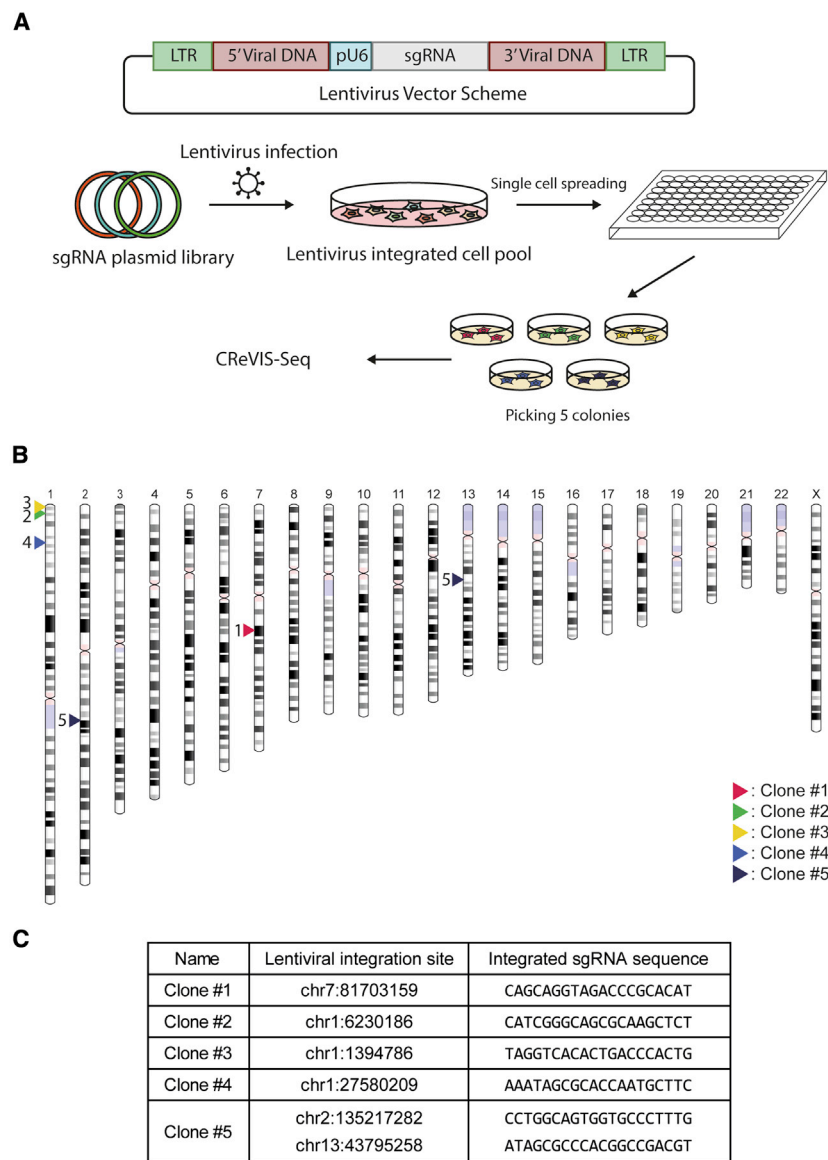 A
LTR 5'Viral DNA pU6 sgRNA 3'Viral DNA LTR
Lentivirus Vector Scheme
Lentivirus infection
Single cell spreading
sgRNA plasmid library
Lentivirus integrated cell pool
CReVIS-Seq
Picking 5 colonies
B
1 2 3 4 5 6 7 8 9 10 11 12 13 14 15 16 17 18 19 20 21 22 X
3
2
4
5
1
5
: Clone #1
: Clone #2
: Clone #3
: Clone #4
: Clone #5
C
Name Lentiviral integration site Integrated sgRNA sequence
Clone #1 chr7:81703159 CAGCAGGTAGACCCGCACAT
Clone #2 chr1:6230186 CATCGGGCAGCGCAAGCTCT
Clone #3 chr1:1394786 TAGGTCACACTGACCCACTG
Clone #4 chr1:27580209 AAATAGCGCACCAATGCTTC
Clone #5 chr2:135217282 CCTGGCAGTGGTGCCCTTTG
chr13:43795258 ATAGCGCCCACGGCCGACGT